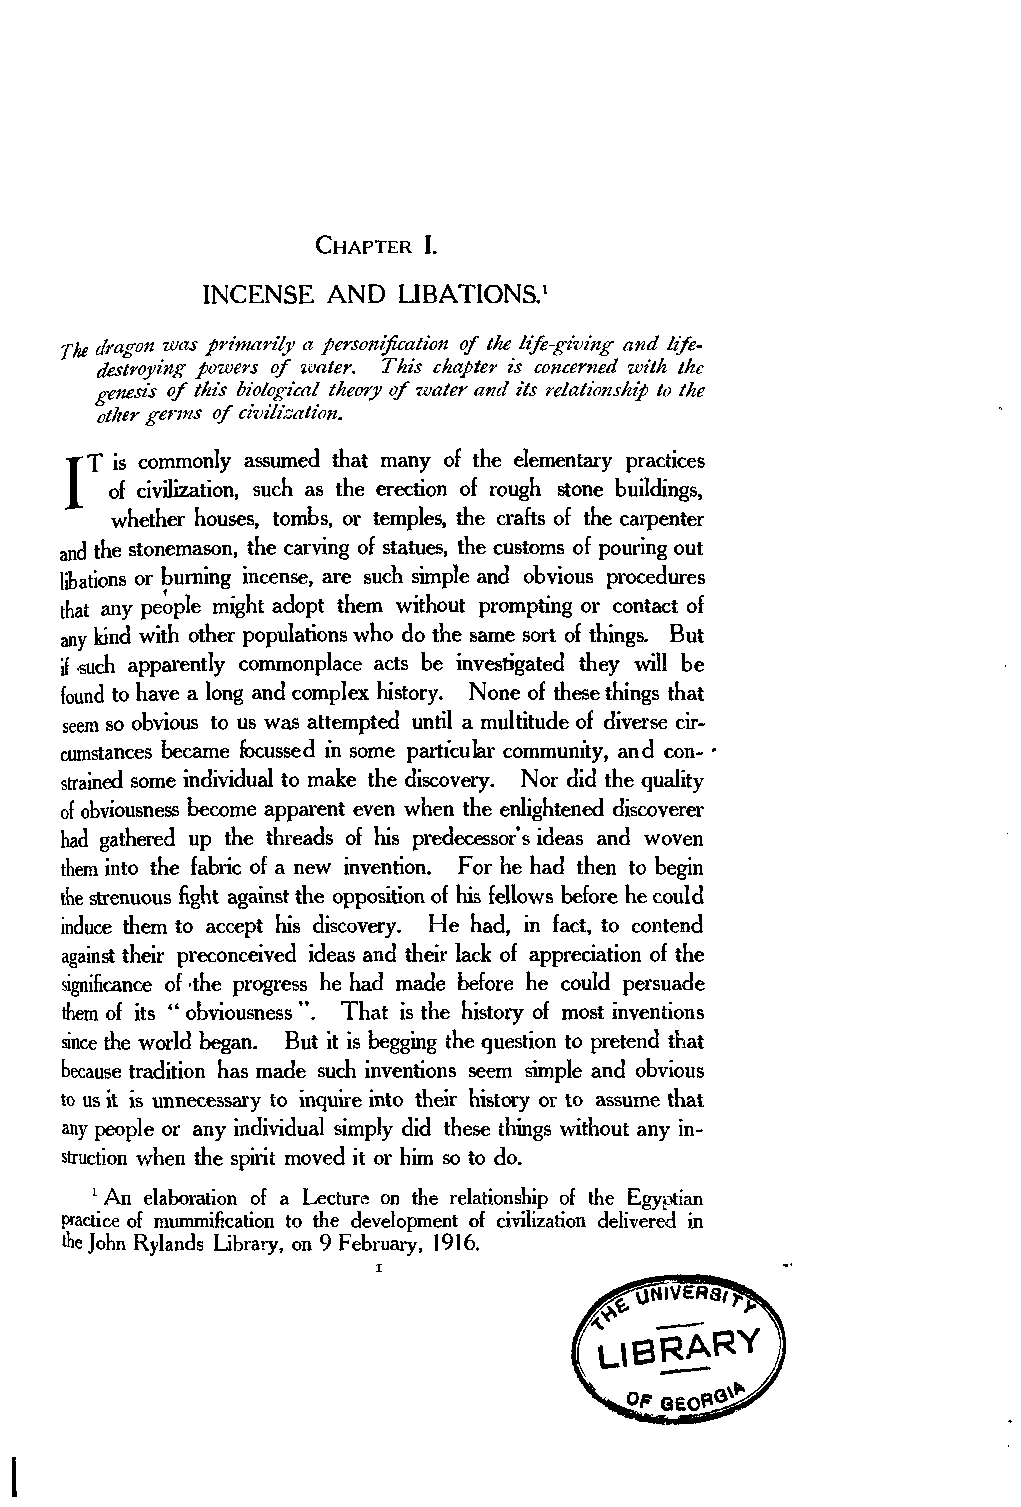 CHAPTER I.
INCENSE AND LIBATIONS.¹
The dragon was primarily a personification of the life-giving and life-
destroying powers of water. This chapter is concerned with the
genesis of this biological theory of water and its relationship to the
other germs of civilization.
IT is commonly assumed that many of the elementary practices
of civilization, such as the erection of rough stone buildings,
whether houses, tombs, or temples, the crafts of the carpenter
and the stonemason, the carving of statues, the customs of pouring out
libations or burning incense, are such simple and obvious procedures
that any people might adopt them without prompting or contact of
any kind with other populations who do the same sort of things. But
if such apparently commonplace acts be investigated they will be
found to have a long and complex history. None of these things that
seem so obvious to us was attempted until a multitude of diverse cir-
cumstances became focussed in some particular community, and con-
strained some individual to make the discovery. Nor did the quality
of obviousness become apparent even when the enlightened discoverer
had gathered up the threads of his predecessor's ideas and woven
them into the fabric of a new invention. For he had then to begin
the strenuous fight against the opposition of his fellows before he could
induce them to accept his discovery. He had, in fact, to contend
against their preconceived ideas and their lack of appreciation of the
significance of the progress he had made before he could persuade
them of its "obviousness". That is the history of most inventions
since the world began. But it is begging the question to pretend that
because tradition has made such inventions seem simple and obvious
to us it is unnecessary to inquire into their history or to assume that
any people or any individual simply did these things without any in-
struction when the spirit moved it or him so to do.
¹ An elaboration of a Lecture on the relationship of the Egyptian
practice of mummification to the development of civilization delivered in
the John Rylands Library, on 9 February, 1916.
I
THE UNIVERSITY
LIBRARY
OF GEORGIA